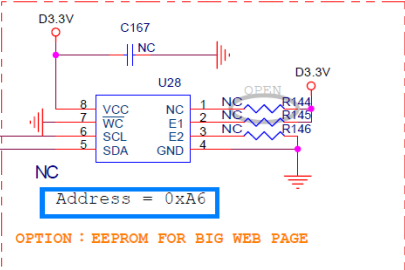 C167
D3.3V
NC
U28
D3.3V
OPEN
8 VCC NC 1 NC R144
7 WC E1 2 NC R145
6 SCL E2 3 NC R146
5 SDA GND 4
NC
Address = 0xA6
OPTION : EEPROM FOR BIG WEB PAGE